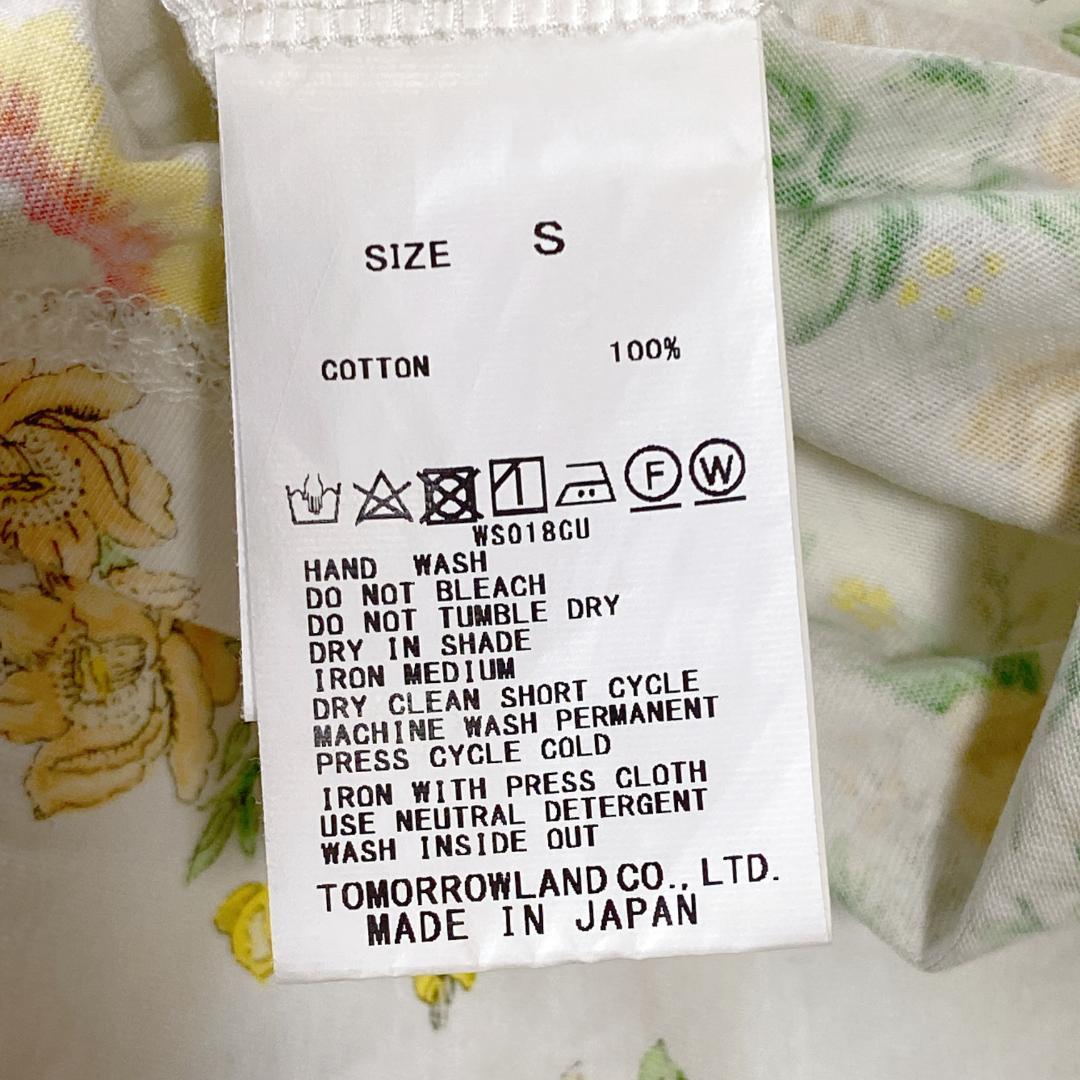 SIZE S
COTTON 100%
F W
WS018CU
HAND WASH
DO NOT BLEACH
DO NOT TUMBLE DRY
DRY IN SHADE
IRON MEDIUM
DRY CLEAN SHORT CYCLE
MACHINE WASH PERMANENT
PRESS CYCLE COLD
IRON WITH PRESS CLOTH
USE NEUTRAL DETERGENT
WASH INSIDE OUT
TOMORROWLAND CO., LTD.
MADE IN JAPAN